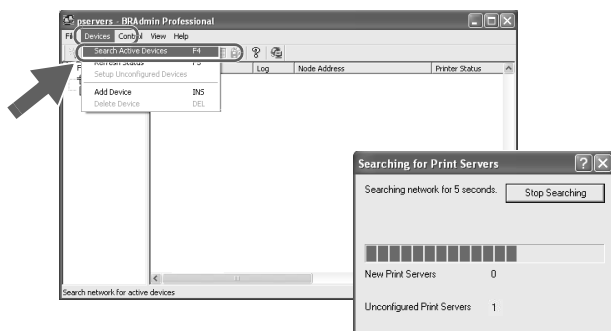 pservers - BRAdmin Professional
Devices Control View Help
Search Active Devices F4
Refresh Status F5
Setup Unconfigured Devices
Add Device INS
Delete Device DEL
Log Node Address Printer Status
Search network for active devices
Searching for Print Servers
Searching network for 5 seconds.
Stop Searching
New Print Servers 0
Unconfigured Print Servers 1